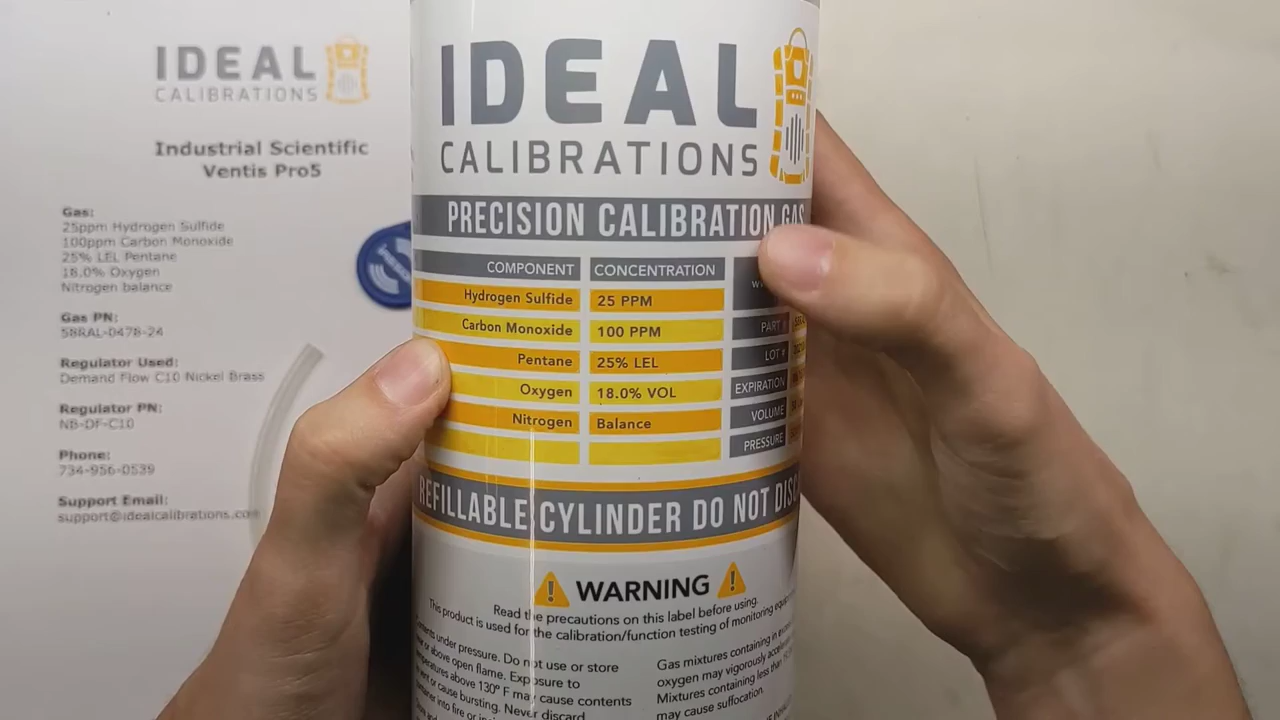 IDEAL
CALIBRATIONS
Industrial Scientific
Ventis Pro5
Gas:
25ppm Hydrogen Sulfide
100ppm Carbon Monoxide
25% LEL Pentane
18.0% Oxygen
Nitrogen balance
Gas PN:
58RAL-0478-24
Regulator Used:
Demand Flow C10 Nickel Brass
Regulator PN:
NB-DF-C10
Phone:
734-956-0539
Support Email:
support@idealcalibrations.com
IDEAL
CALIBRATIONS
PRECISION CALIBRATION GAS
COMPONENT CONCENTRATION
Hydrogen Sulfide 25 PPM
Carbon Monoxide 100 PPM PART #
Pentane 25% LEL LOT #
Oxygen 18.0% VOL EXPIRATION
Nitrogen Balance VOLUME
PRESSURE
REFILLABLE CYLINDER DO NOT
WARNING
Read the precautions on this label before using.
This product is used for the calibration/function testing of monitoring
under pressure. Do not use or store
or above open flame. Exposure to
above 130° F may cause contents
or cause bursting. Never discard
into fire or
Gas mixtures containing in
oxygen may vigorously
Mixtures containing less than
may cause suffocation.